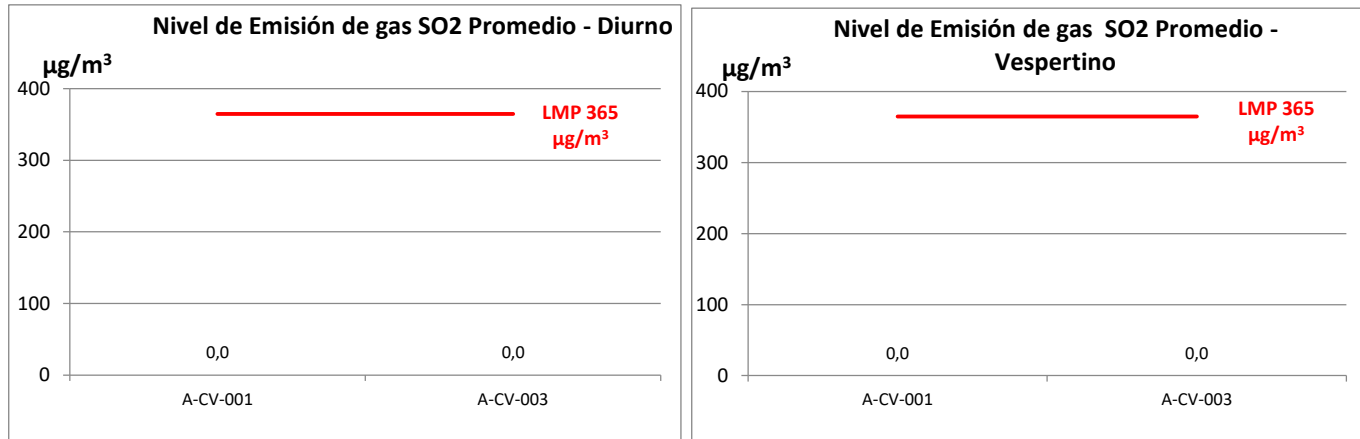 Nivel de Emisión de gas SO2 Promedio - Diurno
µg/m³
400
LMP 365
µg/m³
300
200
100
0,0
0,0
0
A-CV-001
A-CV-003
Nivel de Emisión de gas SO2 Promedio -
Vespertino
µg/m³
400
LMP 365
µg/m³
300
200
100
0,0
0,0
0
A-CV-001
A-CV-003